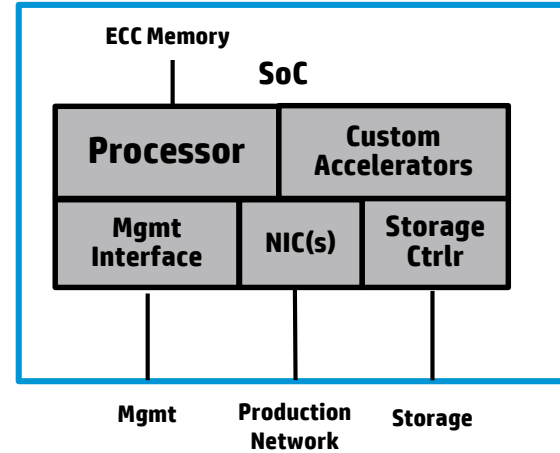 ECC Memory
SoC
Processor
Custom
Accelerators
Mgmt
Interface
NIC(s)
Storage
Ctrlr
Mgmt
Production
Network
Storage